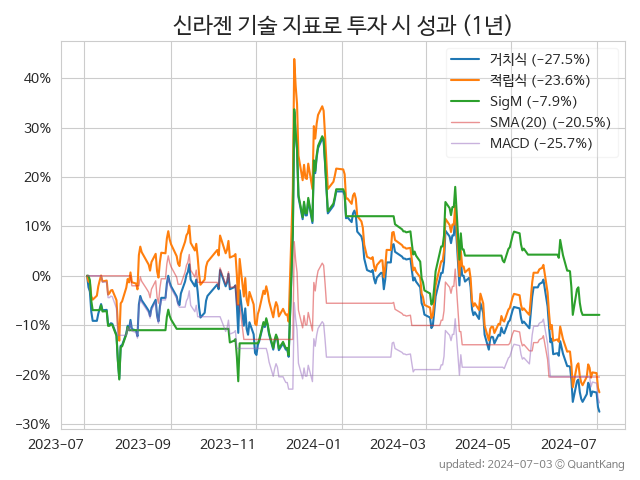 신라젠 기술 지표로 투자 시 성과 (1년)
거치식 (−27.5%)
적립식 (−23.6%)
SigM (−7.9%)
SMA(20) (−20.5%)
MACD (−25.7%)
40%
30%
20%
10%
0%
−10%
−20%
−30%
2023-07 2023-09 2023-11 2024-01 2024-03 2024-05 2024-07
updated: 2024-07-03 ⓒ QuantKang